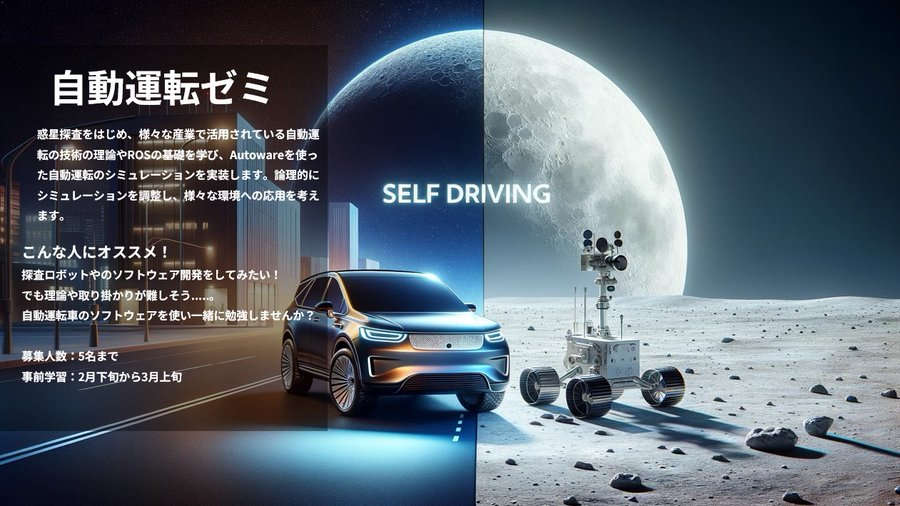 自動運転ゼミ
惑星探査をはじめ、様々な産業で活用されている自動運
転の技術の理論やROSの基礎を学び、Autowareを使っ
た自動運転のシミュレーションを実装します。論理的に
シミュレーションを調整し、様々な環境への応用を考え
ます。
SELF DRIVING
こんな人にオススメ！
探査ロボットやのソフトウェア開発をしてみたい！
でも理論や取り掛かりが難しそう.....。
自動運転車のソフトウェアを使い一緒に勉強しませんか？
募集人数：5名まで
事前学習：2月下旬から3月上旬